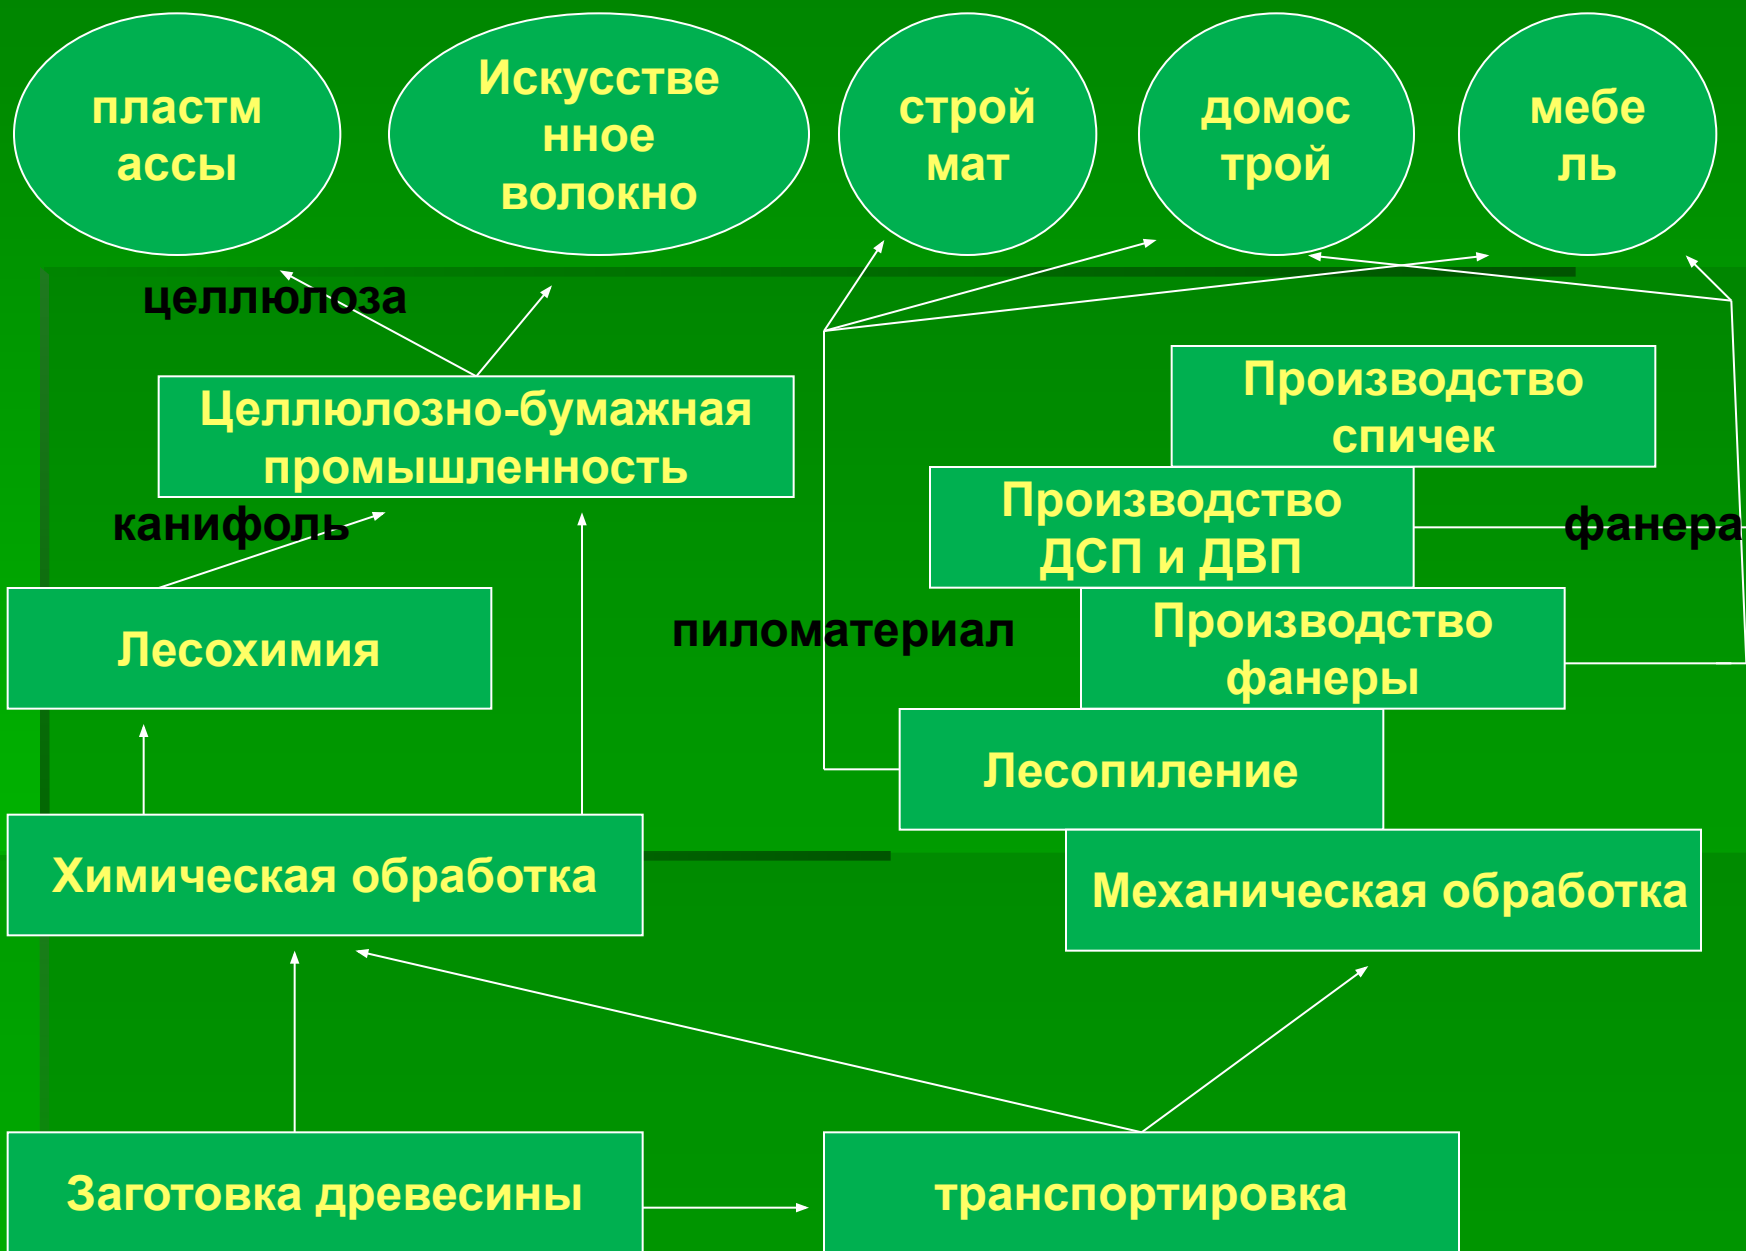 пластм
ассы
Искусстве
нное
волокно
строй
мат
домос
трой
мебе
ль
целлюлоза
Целлюлозно-бумажная
промышленность
Производство
спичек
канифоль
Производство
ДСП и ДВП
фанера
Лесохимия
пиломатериал
Производство
фанеры
Лесопиление
Химическая обработка
Механическая обработка
Заготовка древесины
транспортировка